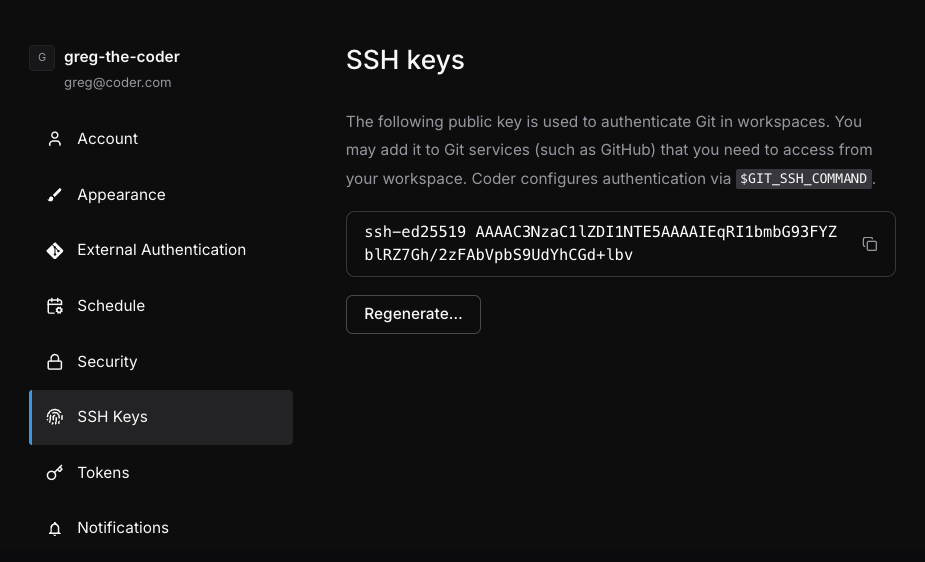 G
greg-the-coder
greg@coder.com
Account
Appearance
External Authentication
Schedule
Security
SSH Keys
Tokens
Notifications
SSH keys
The following public key is used to authenticate Git in workspaces. You
may add it to Git services (such as GitHub) that you need to access from
your workspace. Coder configures authentication via $GIT_SSH_COMMAND.
ssh-ed25519 AAAAC3NzaC1lZDI1NTE5AAAAIEqRI1bmbG93FYZ
blRZ7Gh/2zFAbVpbS9UdYhCGd+lbv
Regenerate...